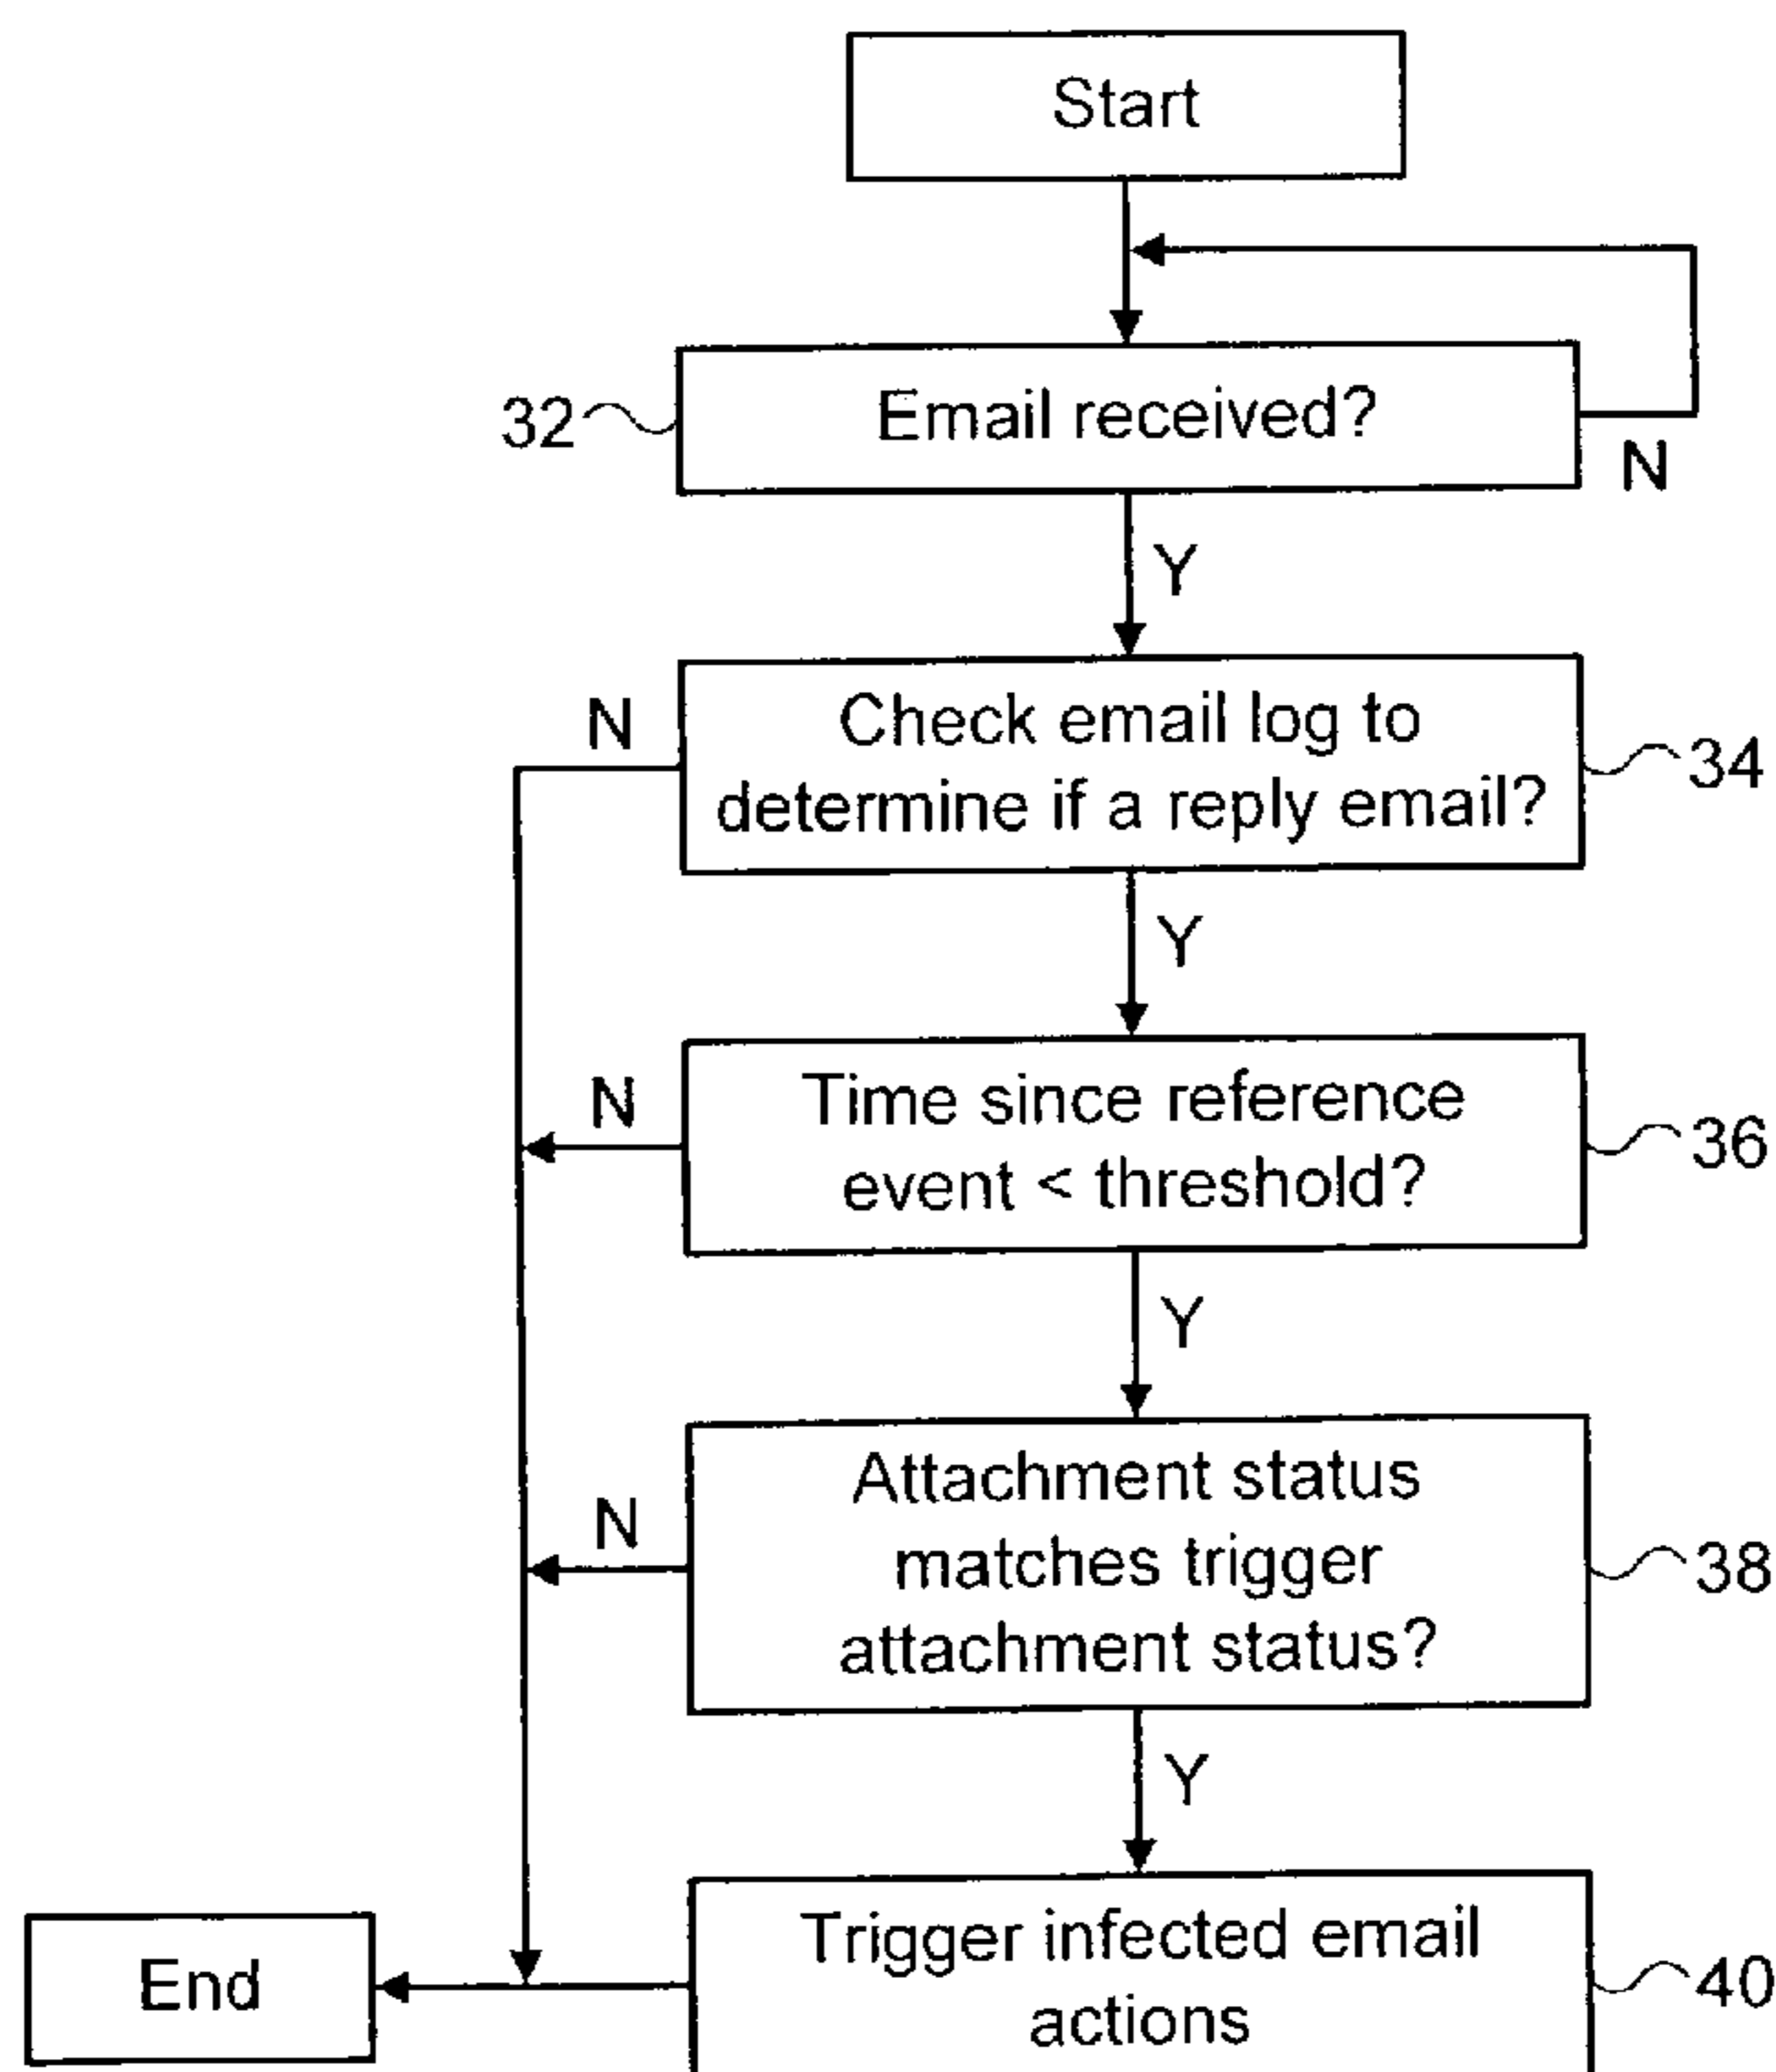 Start
32
Email received?
N
Y
N
Check email log to
determine if a reply email?
34
Y
N
Time since reference
event < threshold?
36
Y
N
Attachment status
matches trigger
attachment status?
38
Y
End
Trigger infected email
actions
40